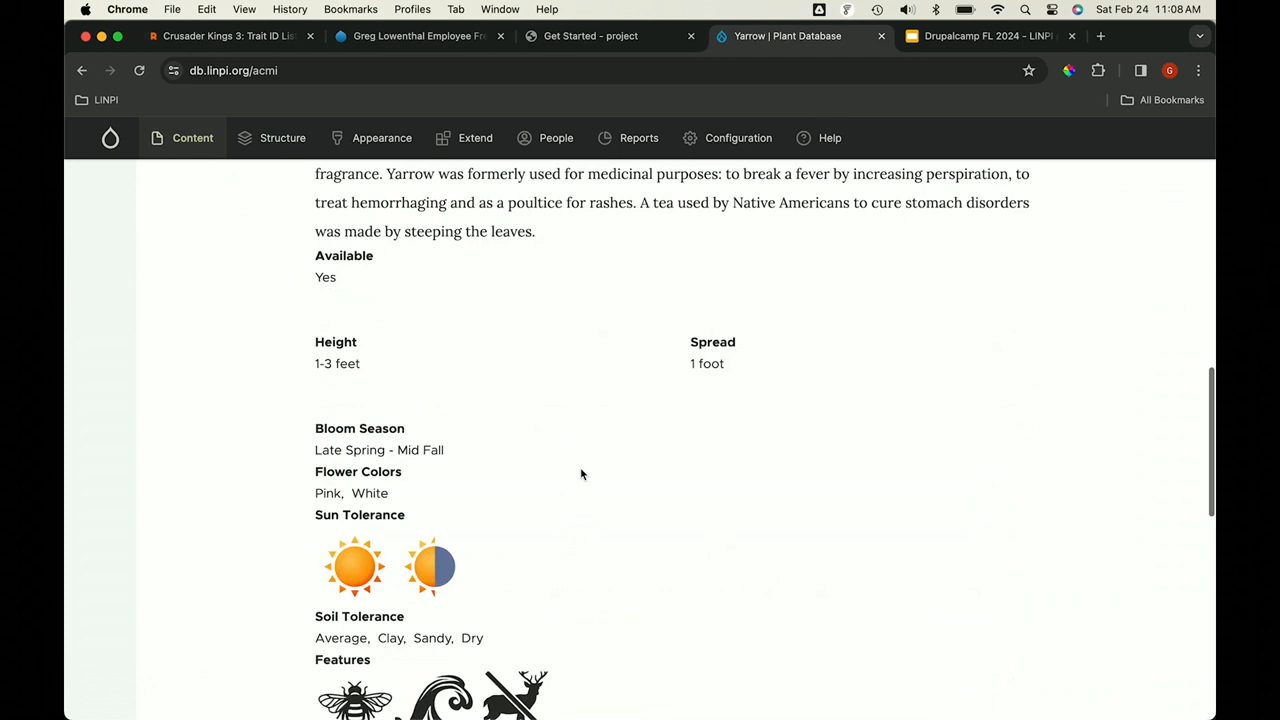 Chrome File Edit View History Bookmarks Profiles Tab Window Help Sat Feb 24 11:08 AM
Crusader Kings 3: Trait ID Lis Greg Lowenthal Employee Fre Get Started - project Yarrow | Plant Database Drupalcamp FL 2024 - LINPI
db.linpi.org/acmi G
LINPI All Bookmarks
Content Structure Appearance Extend People Reports Configuration Help
fragrance. Yarrow was formerly used for medicinal purposes: to break a fever by increasing perspiration, to
treat hemorrhaging and as a poultice for rashes. A tea used by Native Americans to cure stomach disorders
was made by steeping the leaves.
Available
Yes
Height Spread
1-3 feet 1 foot
Bloom Season
Late Spring - Mid Fall
Flower Colors
Pink, White
Sun Tolerance
Soil Tolerance
Average, Clay, Sandy, Dry
Features